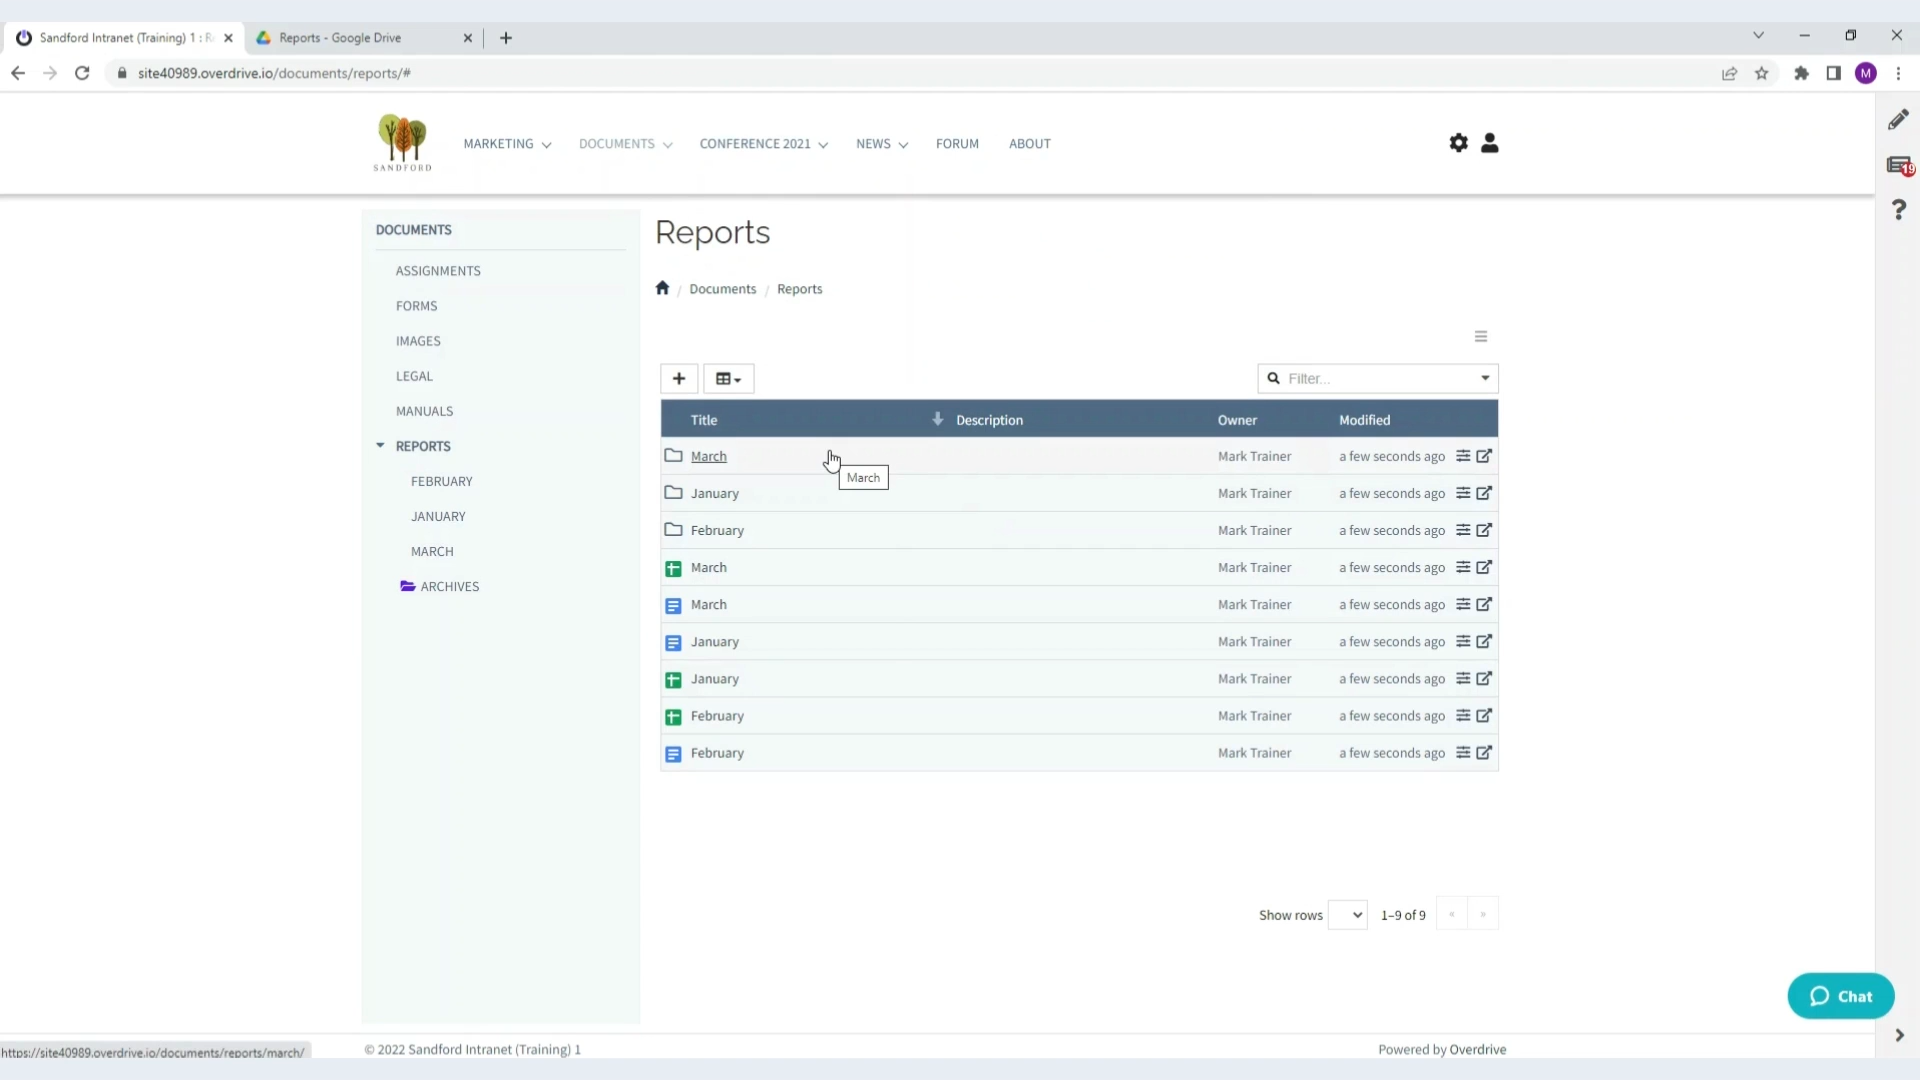 Sandford Intranet (Training) 1 : R
Reports - Google Drive
site40989.overdrive.io/documents/reports/#
M
SANDFORD
MARKETING
DOCUMENTS
CONFERENCE 2021
NEWS
FORUM
ABOUT
19
DOCUMENTS
ASSIGNMENTS
FORMS
IMAGES
LEGAL
MANUALS
REPORTS
FEBRUARY
JANUARY
MARCH
ARCHIVES
Reports
/ Documents / Reports
Filter...
Title Description Owner Modified
March Mark Trainer a few seconds ago
March
January Mark Trainer a few seconds ago
February Mark Trainer a few seconds ago
March Mark Trainer a few seconds ago
March Mark Trainer a few seconds ago
January Mark Trainer a few seconds ago
January Mark Trainer a few seconds ago
February Mark Trainer a few seconds ago
February Mark Trainer a few seconds ago
Show rows 1–9 of 9 « »
Chat
https://site40989.overdrive.io/documents/reports/march/
© 2022 Sandford Intranet (Training) 1
Powered by Overdrive